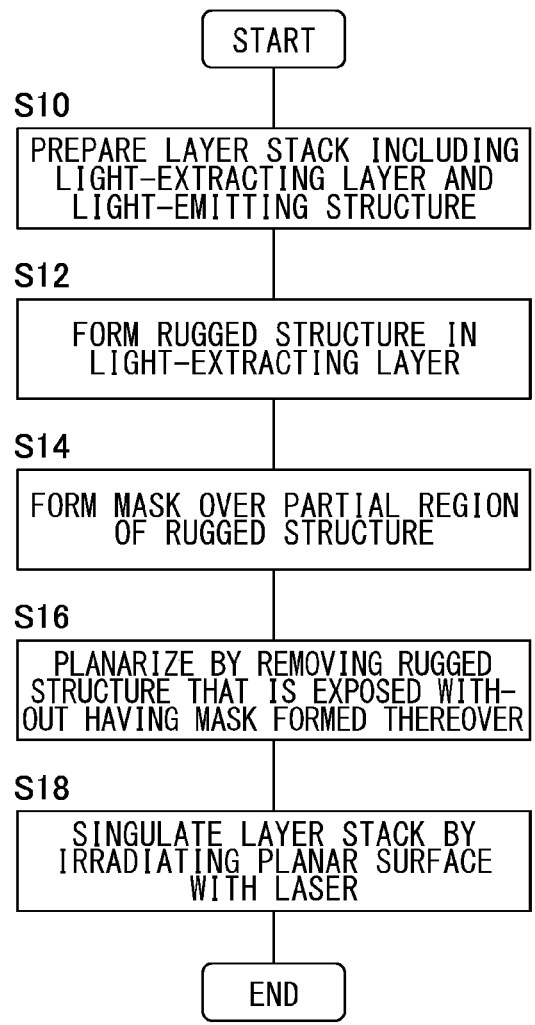 START
S10
PREPARE LAYER STACK INCLUDING
LIGHT-EXTRACTING LAYER AND
LIGHT-EMITTING STRUCTURE
S12
FORM RUGGED STRUCTURE IN
LIGHT-EXTRACTING LAYER
S14
FORM MASK OVER PARTIAL REGION
OF RUGGED STRUCTURE
S16
PLANARIZE BY REMOVING RUGGED
STRUCTURE THAT IS EXPOSED WITH-
OUT HAVING MASK FORMED THEREOVER
S18
SINGULATE LAYER STACK BY
IRRADIATING PLANAR SURFACE
WITH LASER
END